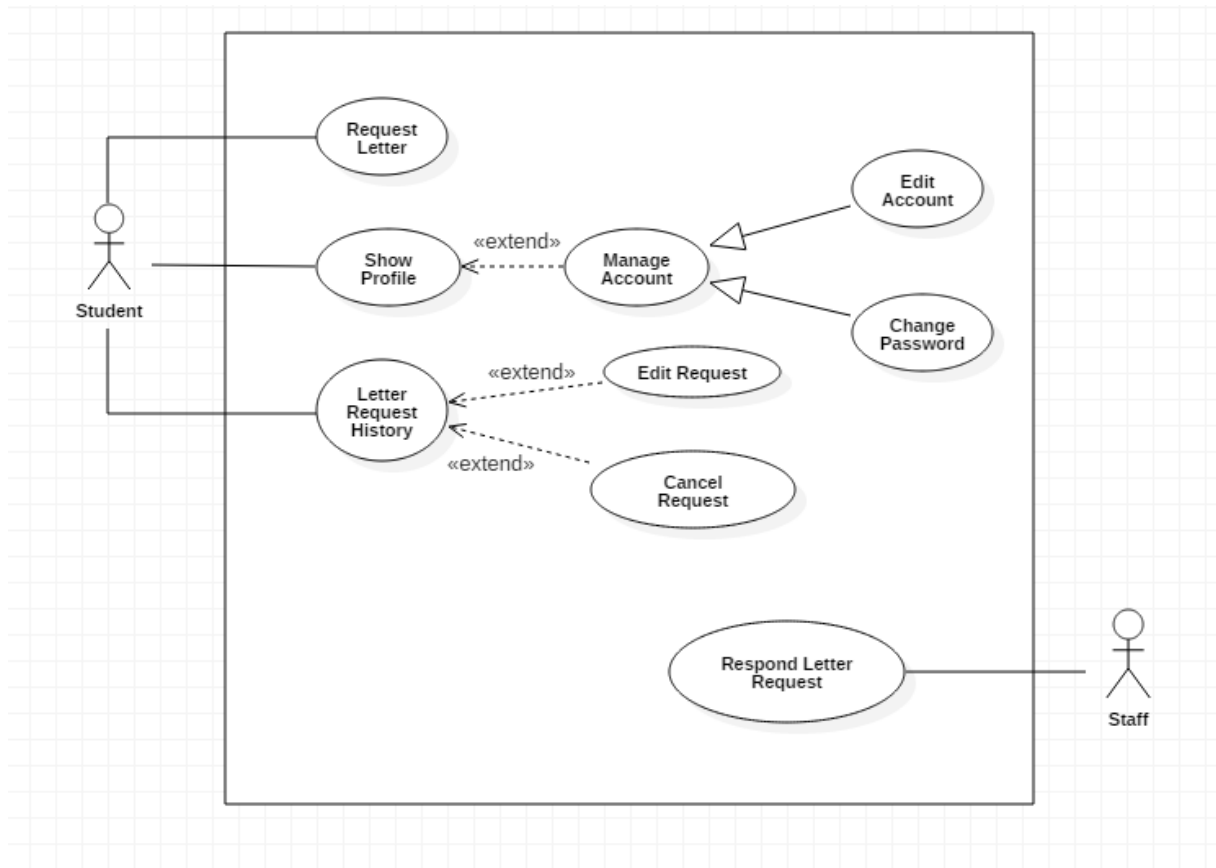 Request
Letter
Edit
Account
«extend»
Show
Profile
Manage
Account
Student
Change
Password
«extend»
Edit Request
Letter
Request
History
«extend»
Cancel
Request
Respond Letter
Request
Staff